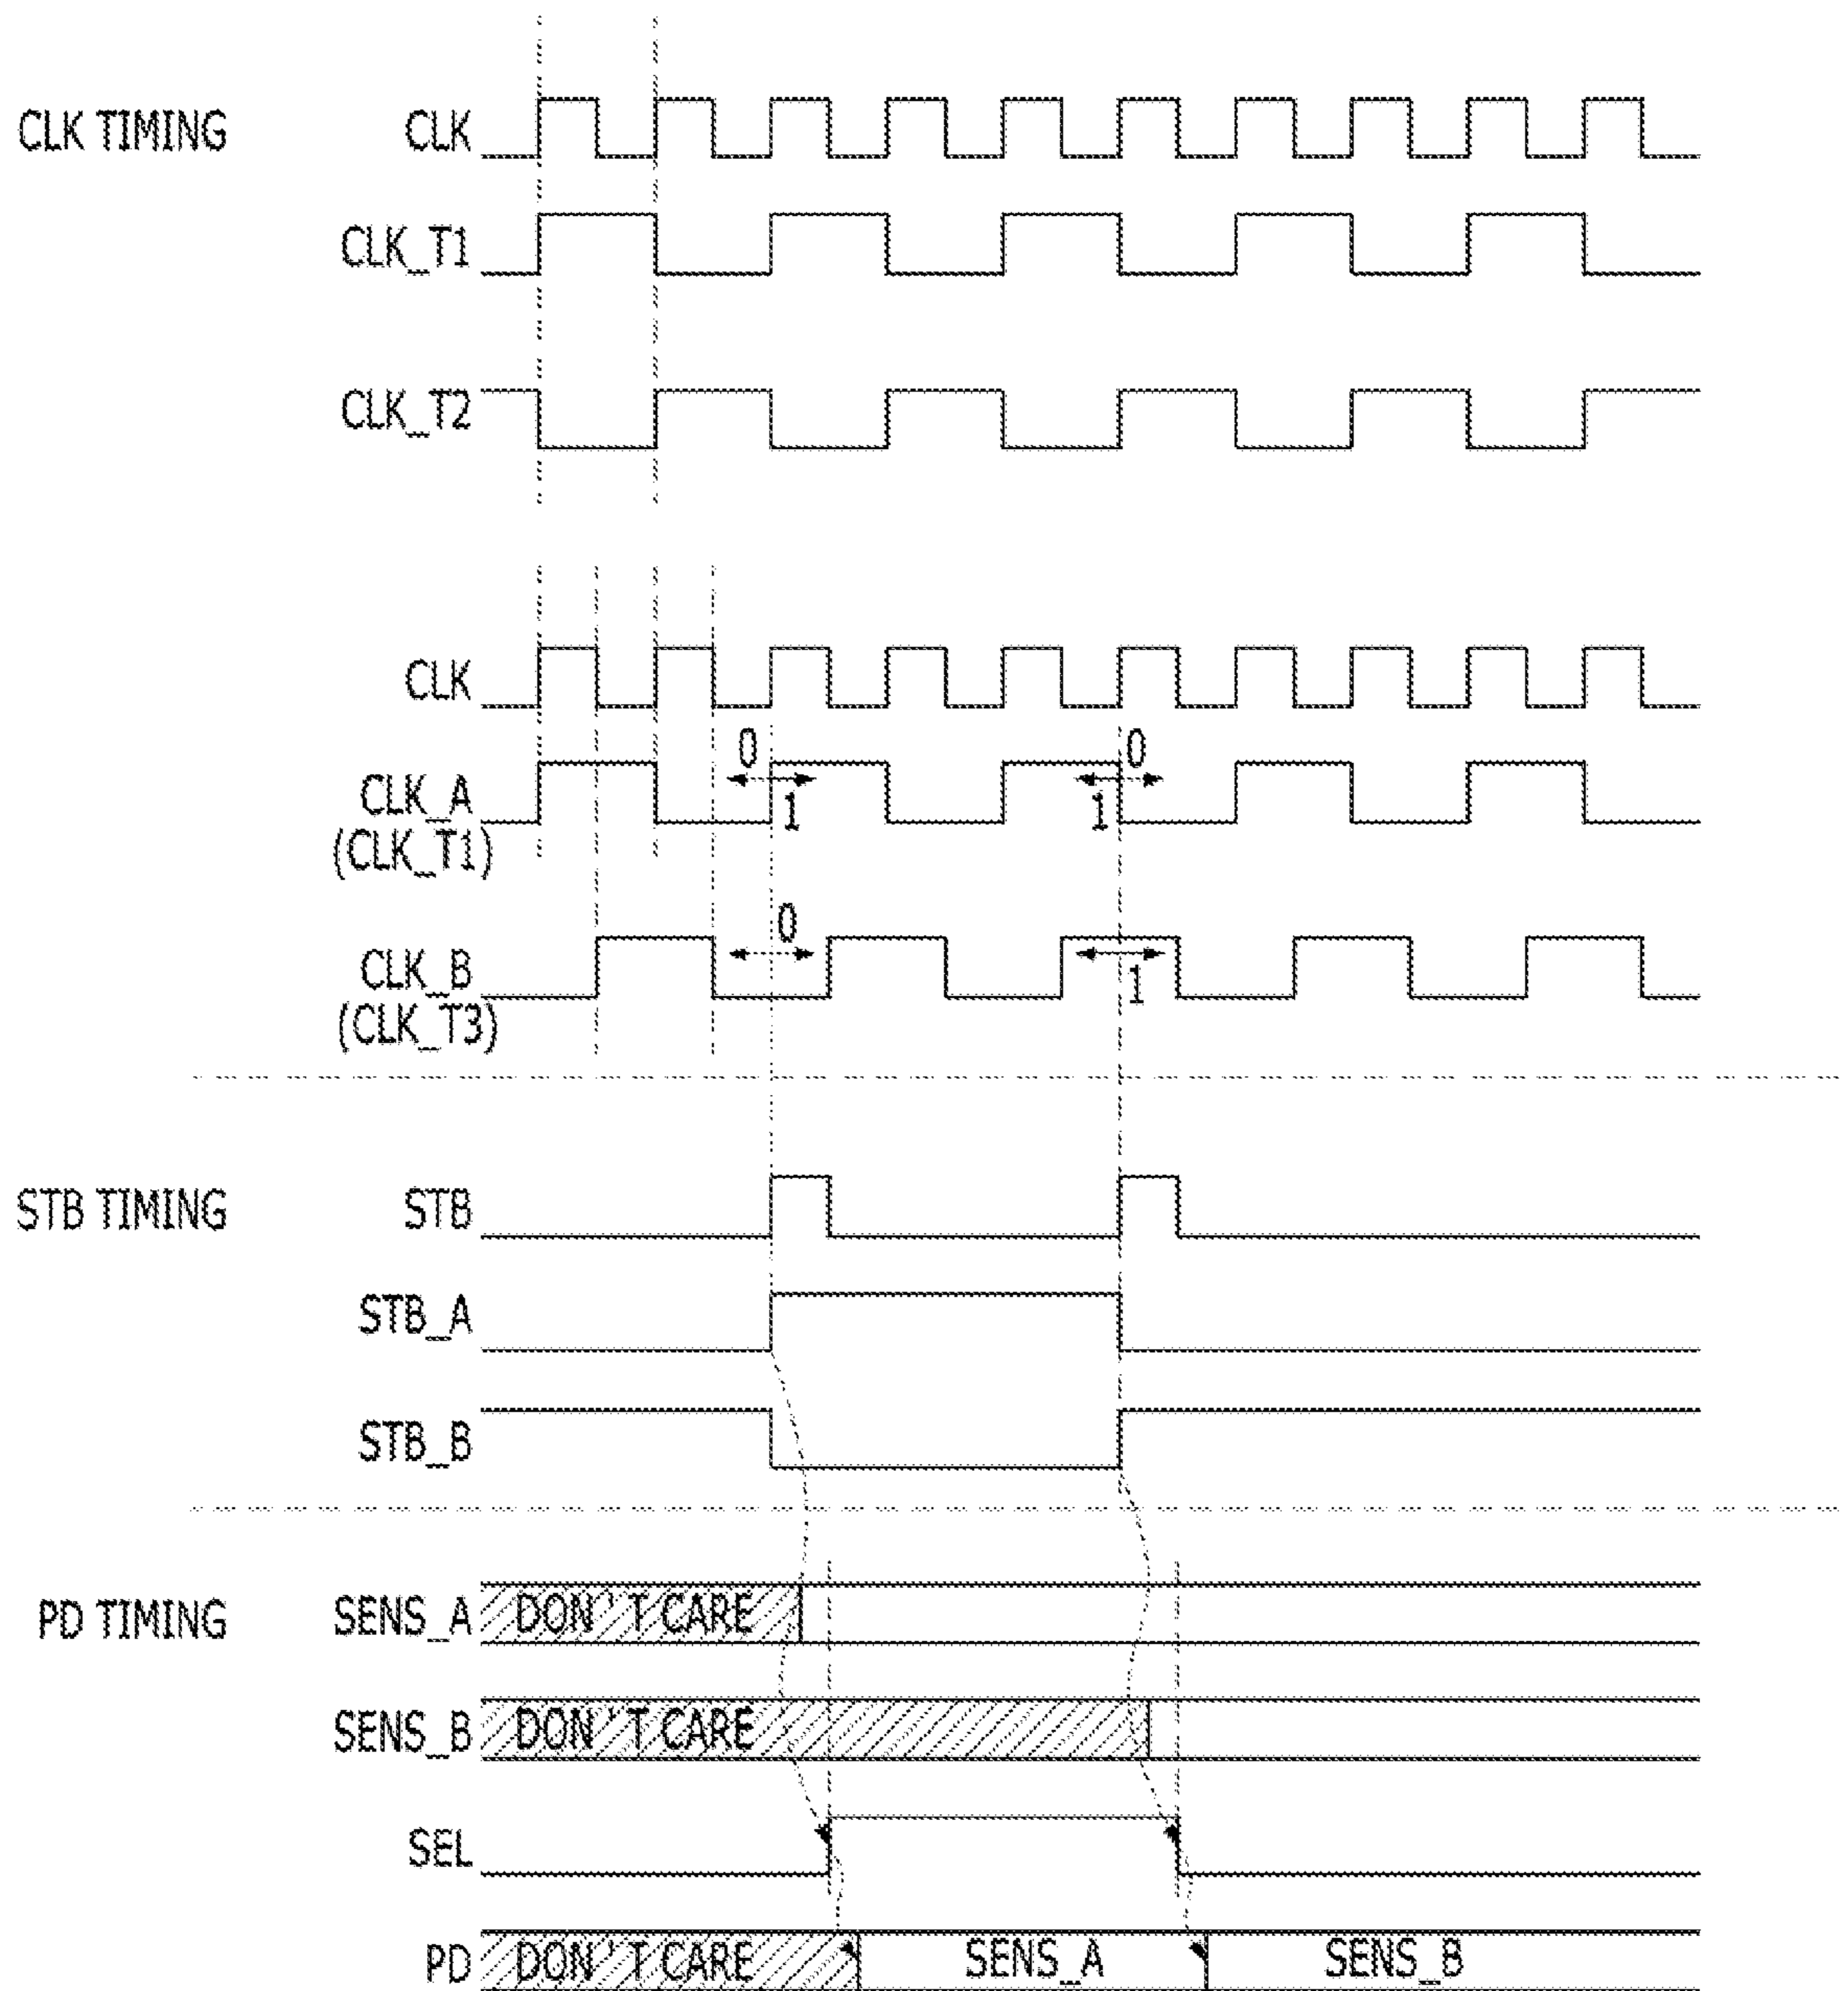 CLK TIMING
CLK
CLK_T1
CLK_T2
CLK
CLK_A
(CLK_T1)
0
1
0
1
CLK_B
(CLK_T3)
0
1
STB TIMING
STB
STB_A
STB_B
PD TIMING
SENS_A
DON'T CARE
SENS_B
DON'T CARE
SEL
PD
DON'T CARE
SENS_A
SENS_B